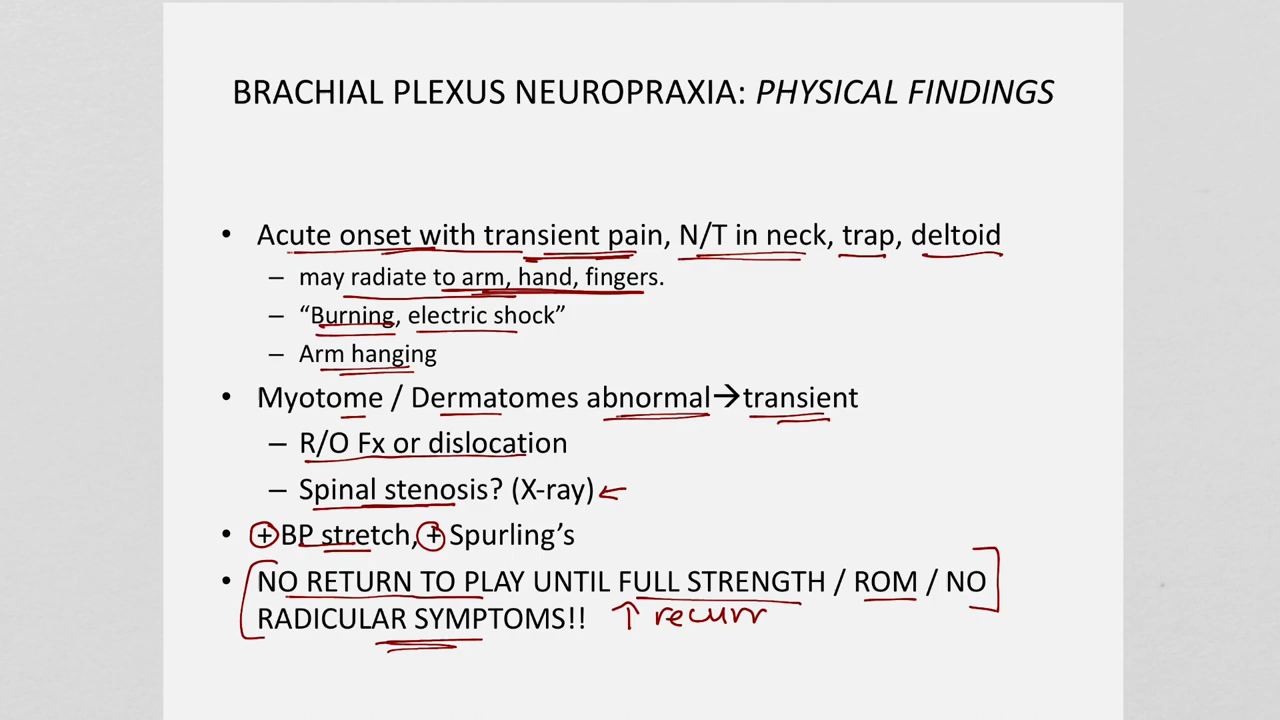 BRACHIAL PLEXUS NEUROPRAXIA: PHYSICAL FINDINGS
• Acute onset with transient pain, N/T in neck, trap, deltoid
– may radiate to arm, hand, fingers.
– “Burning, electric shock”
– Arm hanging
• Myotome / Dermatomes abnormal→transient
– R/O Fx or dislocation
– Spinal stenosis? (X-ray) ←
• + BP stretch, + Spurling’s
• NO RETURN TO PLAY UNTIL FULL STRENGTH / ROM / NO
RADICULAR SYMPTOMS!! ↑ recurr